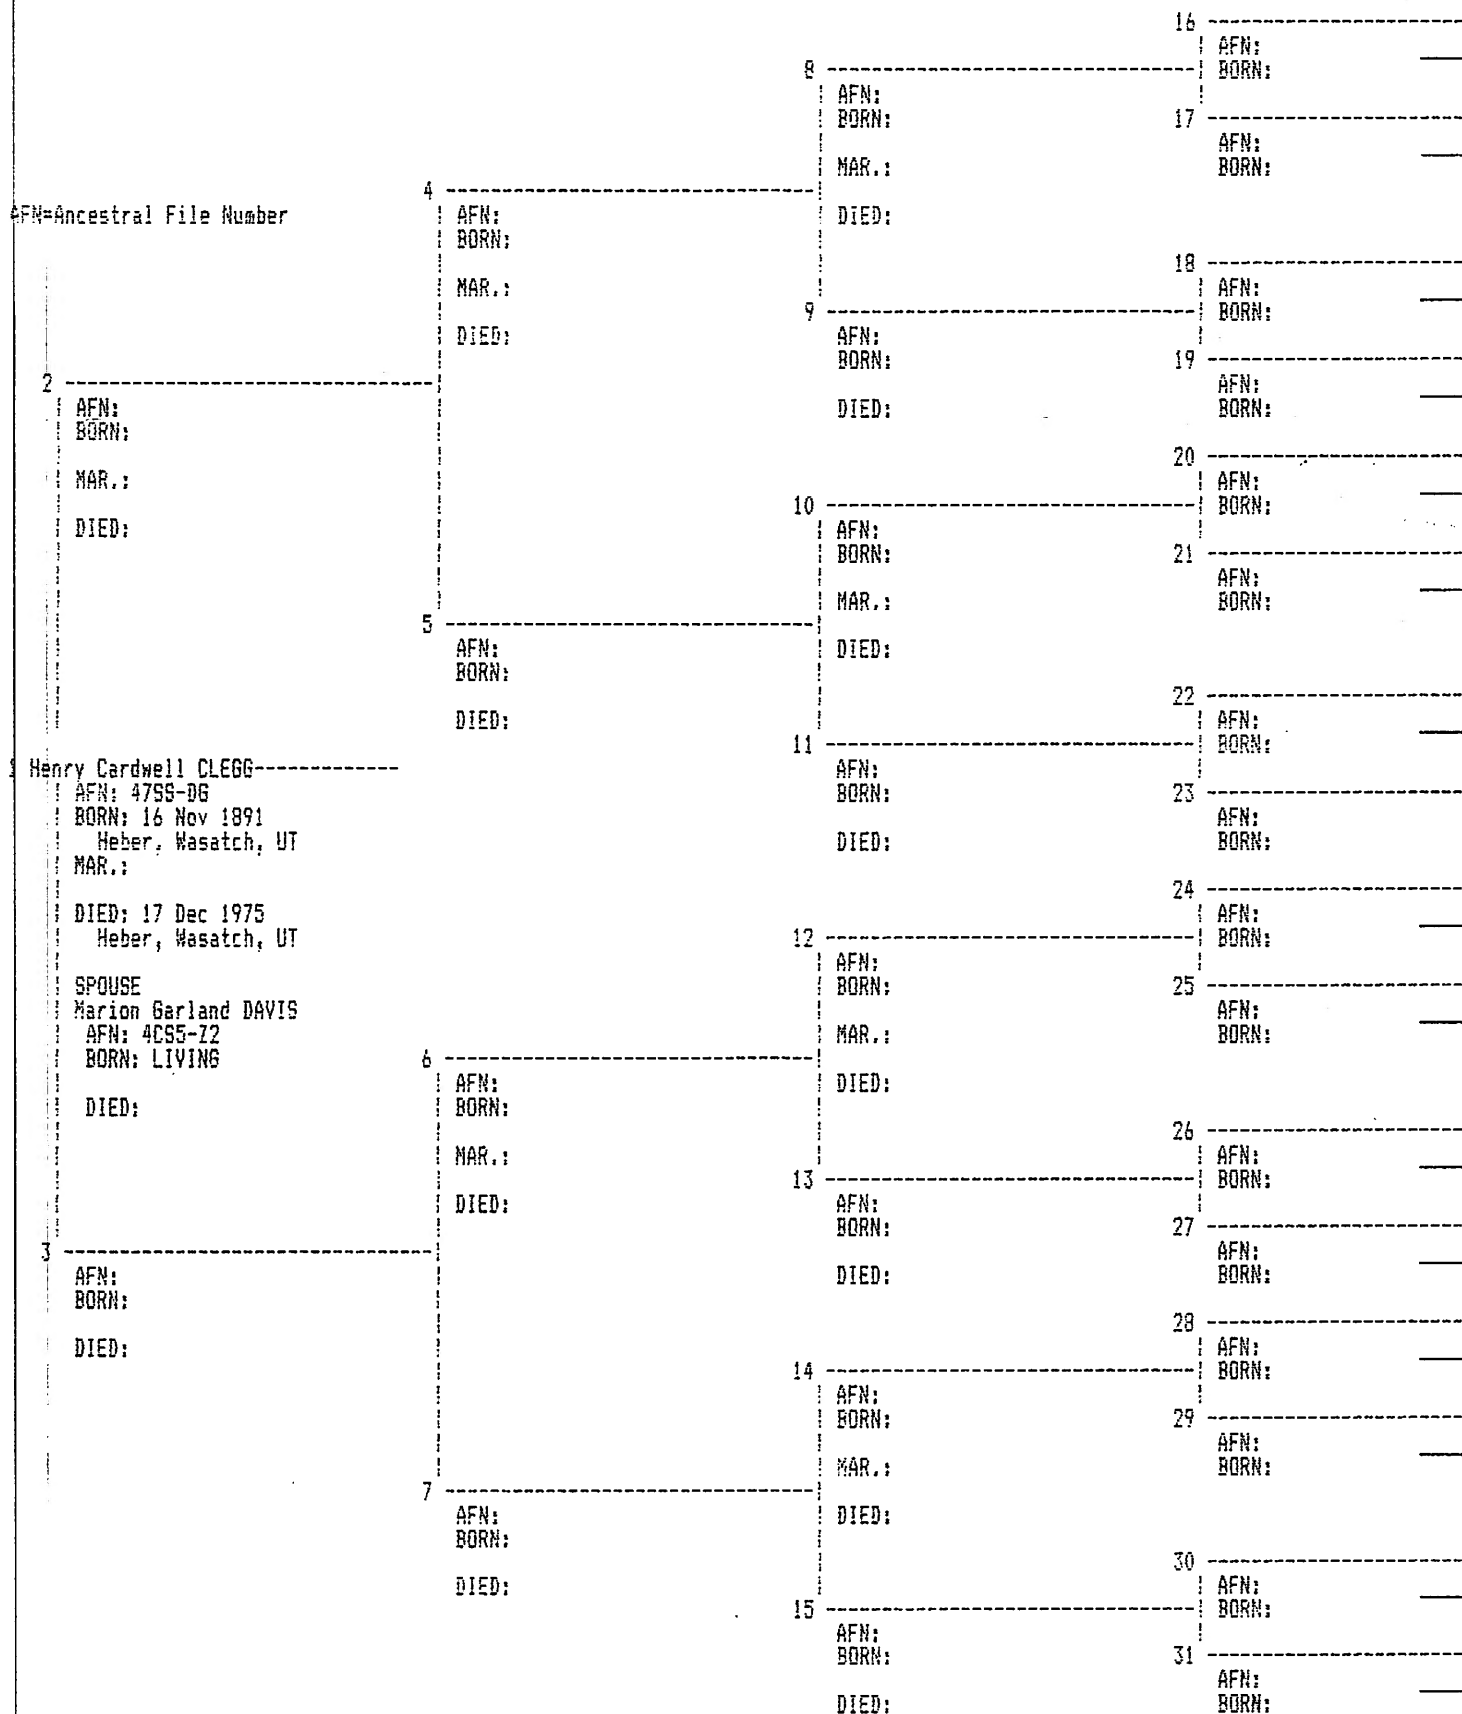 16
AFN:
BORN:
8
AFN:
BORN:
MAR.:
DIED:
17
AFN:
BORN:
4
AFN:
BORN:
MAR.:
DIED:
AFN=Ancestral File Number
18
AFN:
BORN:
9
AFN:
BORN:
DIED:
19
AFN:
BORN:
2
AFN:
BORN:
MAR.:
DIED:
20
AFN:
BORN:
10
AFN:
BORN:
MAR.:
DIED:
21
AFN:
BORN:
5
AFN:
BORN:
DIED:
22
AFN:
BORN:
11
AFN:
BORN:
DIED:
23
AFN:
BORN:
1 Henry Cardwell CLEGG
AFN: 47SS-DG
BORN: 16 Nov 1891
Heber, Wasatch, UT
MAR.:
DIED: 17 Dec 1975
Heber, Wasatch, UT
SPOUSE
Marion Garland DAVIS
AFN: 4CS5-Z2
BORN: LIVING
DIED:
24
AFN:
BORN:
12
AFN:
BORN:
MAR.:
DIED:
25
AFN:
BORN:
6
AFN:
BORN:
MAR.:
DIED:
26
AFN:
BORN:
13
AFN:
BORN:
DIED:
27
AFN:
BORN:
3
AFN:
BORN:
DIED:
28
AFN:
BORN:
14
AFN:
BORN:
MAR.:
DIED:
29
AFN:
BORN:
7
AFN:
BORN:
DIED:
30
AFN:
BORN:
15
AFN:
BORN:
DIED:
31
AFN:
BORN: